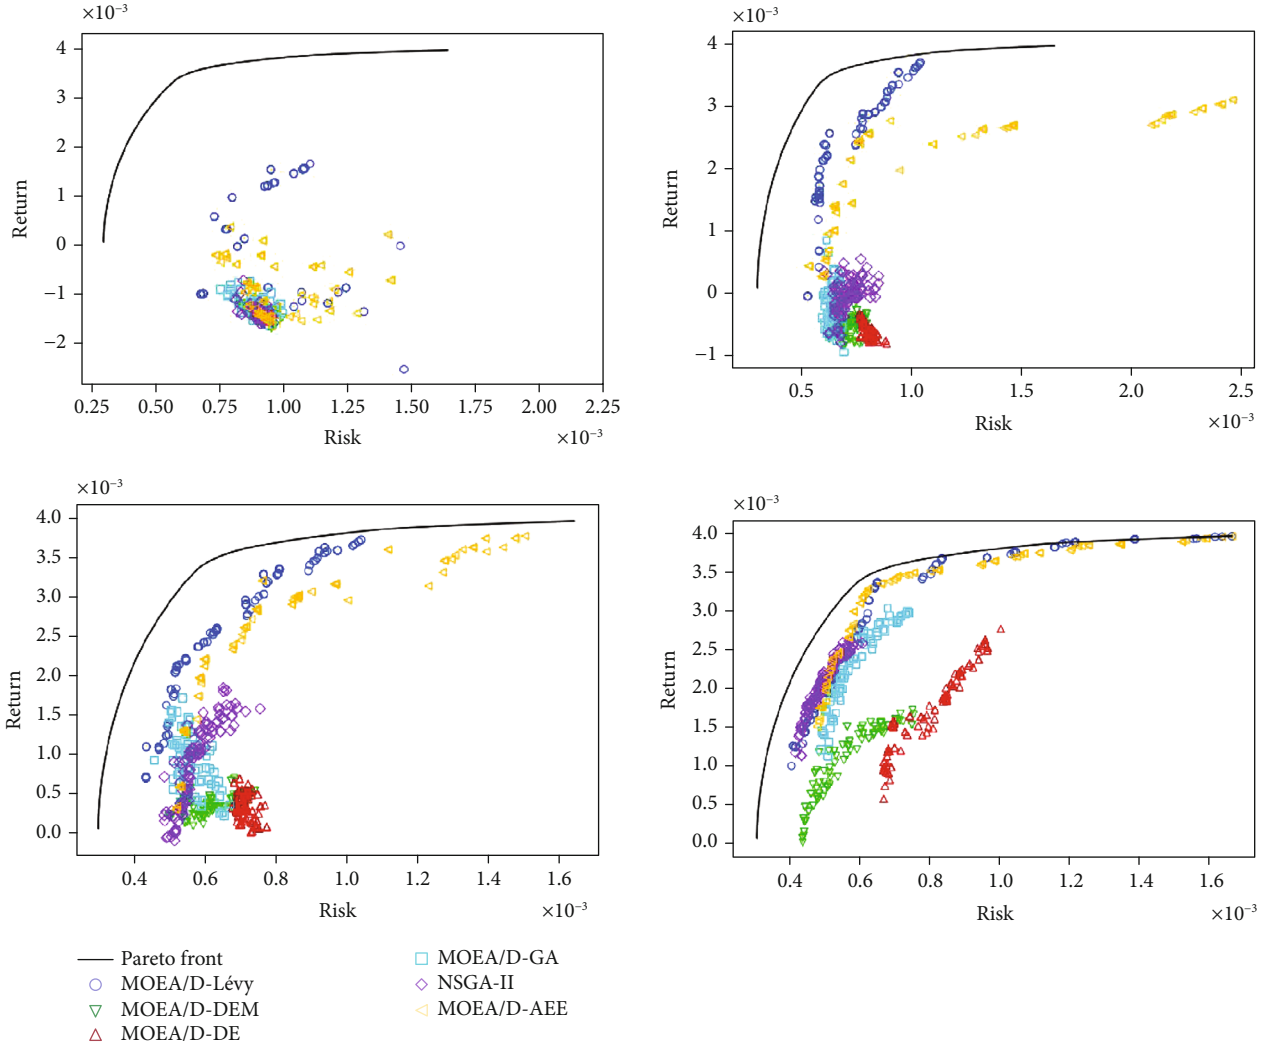 ×10⁻³
4
3
2
1
0
−1
−2
Return
0.25 0.50 0.75 1.00 1.25 1.50 1.75 2.00 2.25
Risk
×10⁻³
×10⁻³
4
3
2
1
0
−1
Return
0.5 1.0 1.5 2.0 2.5
Risk
×10⁻³
×10⁻³
4.0
3.5
3.0
2.5
2.0
1.5
1.0
0.5
0.0
Return
0.4 0.6 0.8 1.0 1.2 1.4 1.6
Risk
×10⁻³
×10⁻³
4.0
3.5
3.0
2.5
2.0
1.5
1.0
0.5
0.0
Return
0.4 0.6 0.8 1.0 1.2 1.4 1.6
Risk
×10⁻³
Pareto front
MOEA/D-Lévy
MOEA/D-DEM
MOEA/D-DE
MOEA/D-GA
NSGA-II
MOEA/D-AEE